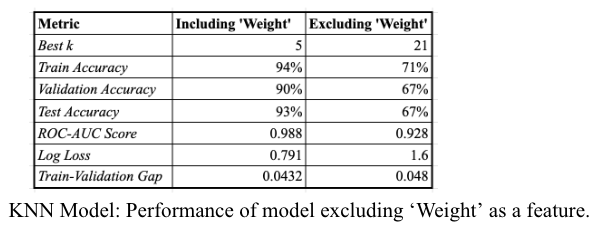 Metric Including 'Weight' Excluding 'Weight'
Best k 5 21
Train Accuracy 94% 71%
Validation Accuracy 90% 67%
Test Accuracy 93% 67%
ROC-AUC Score 0.988 0.928
Log Loss 0.791 1.6
Train-Validation Gap 0.0432 0.048
KNN Model: Performance of model excluding ‘Weight’ as a feature.